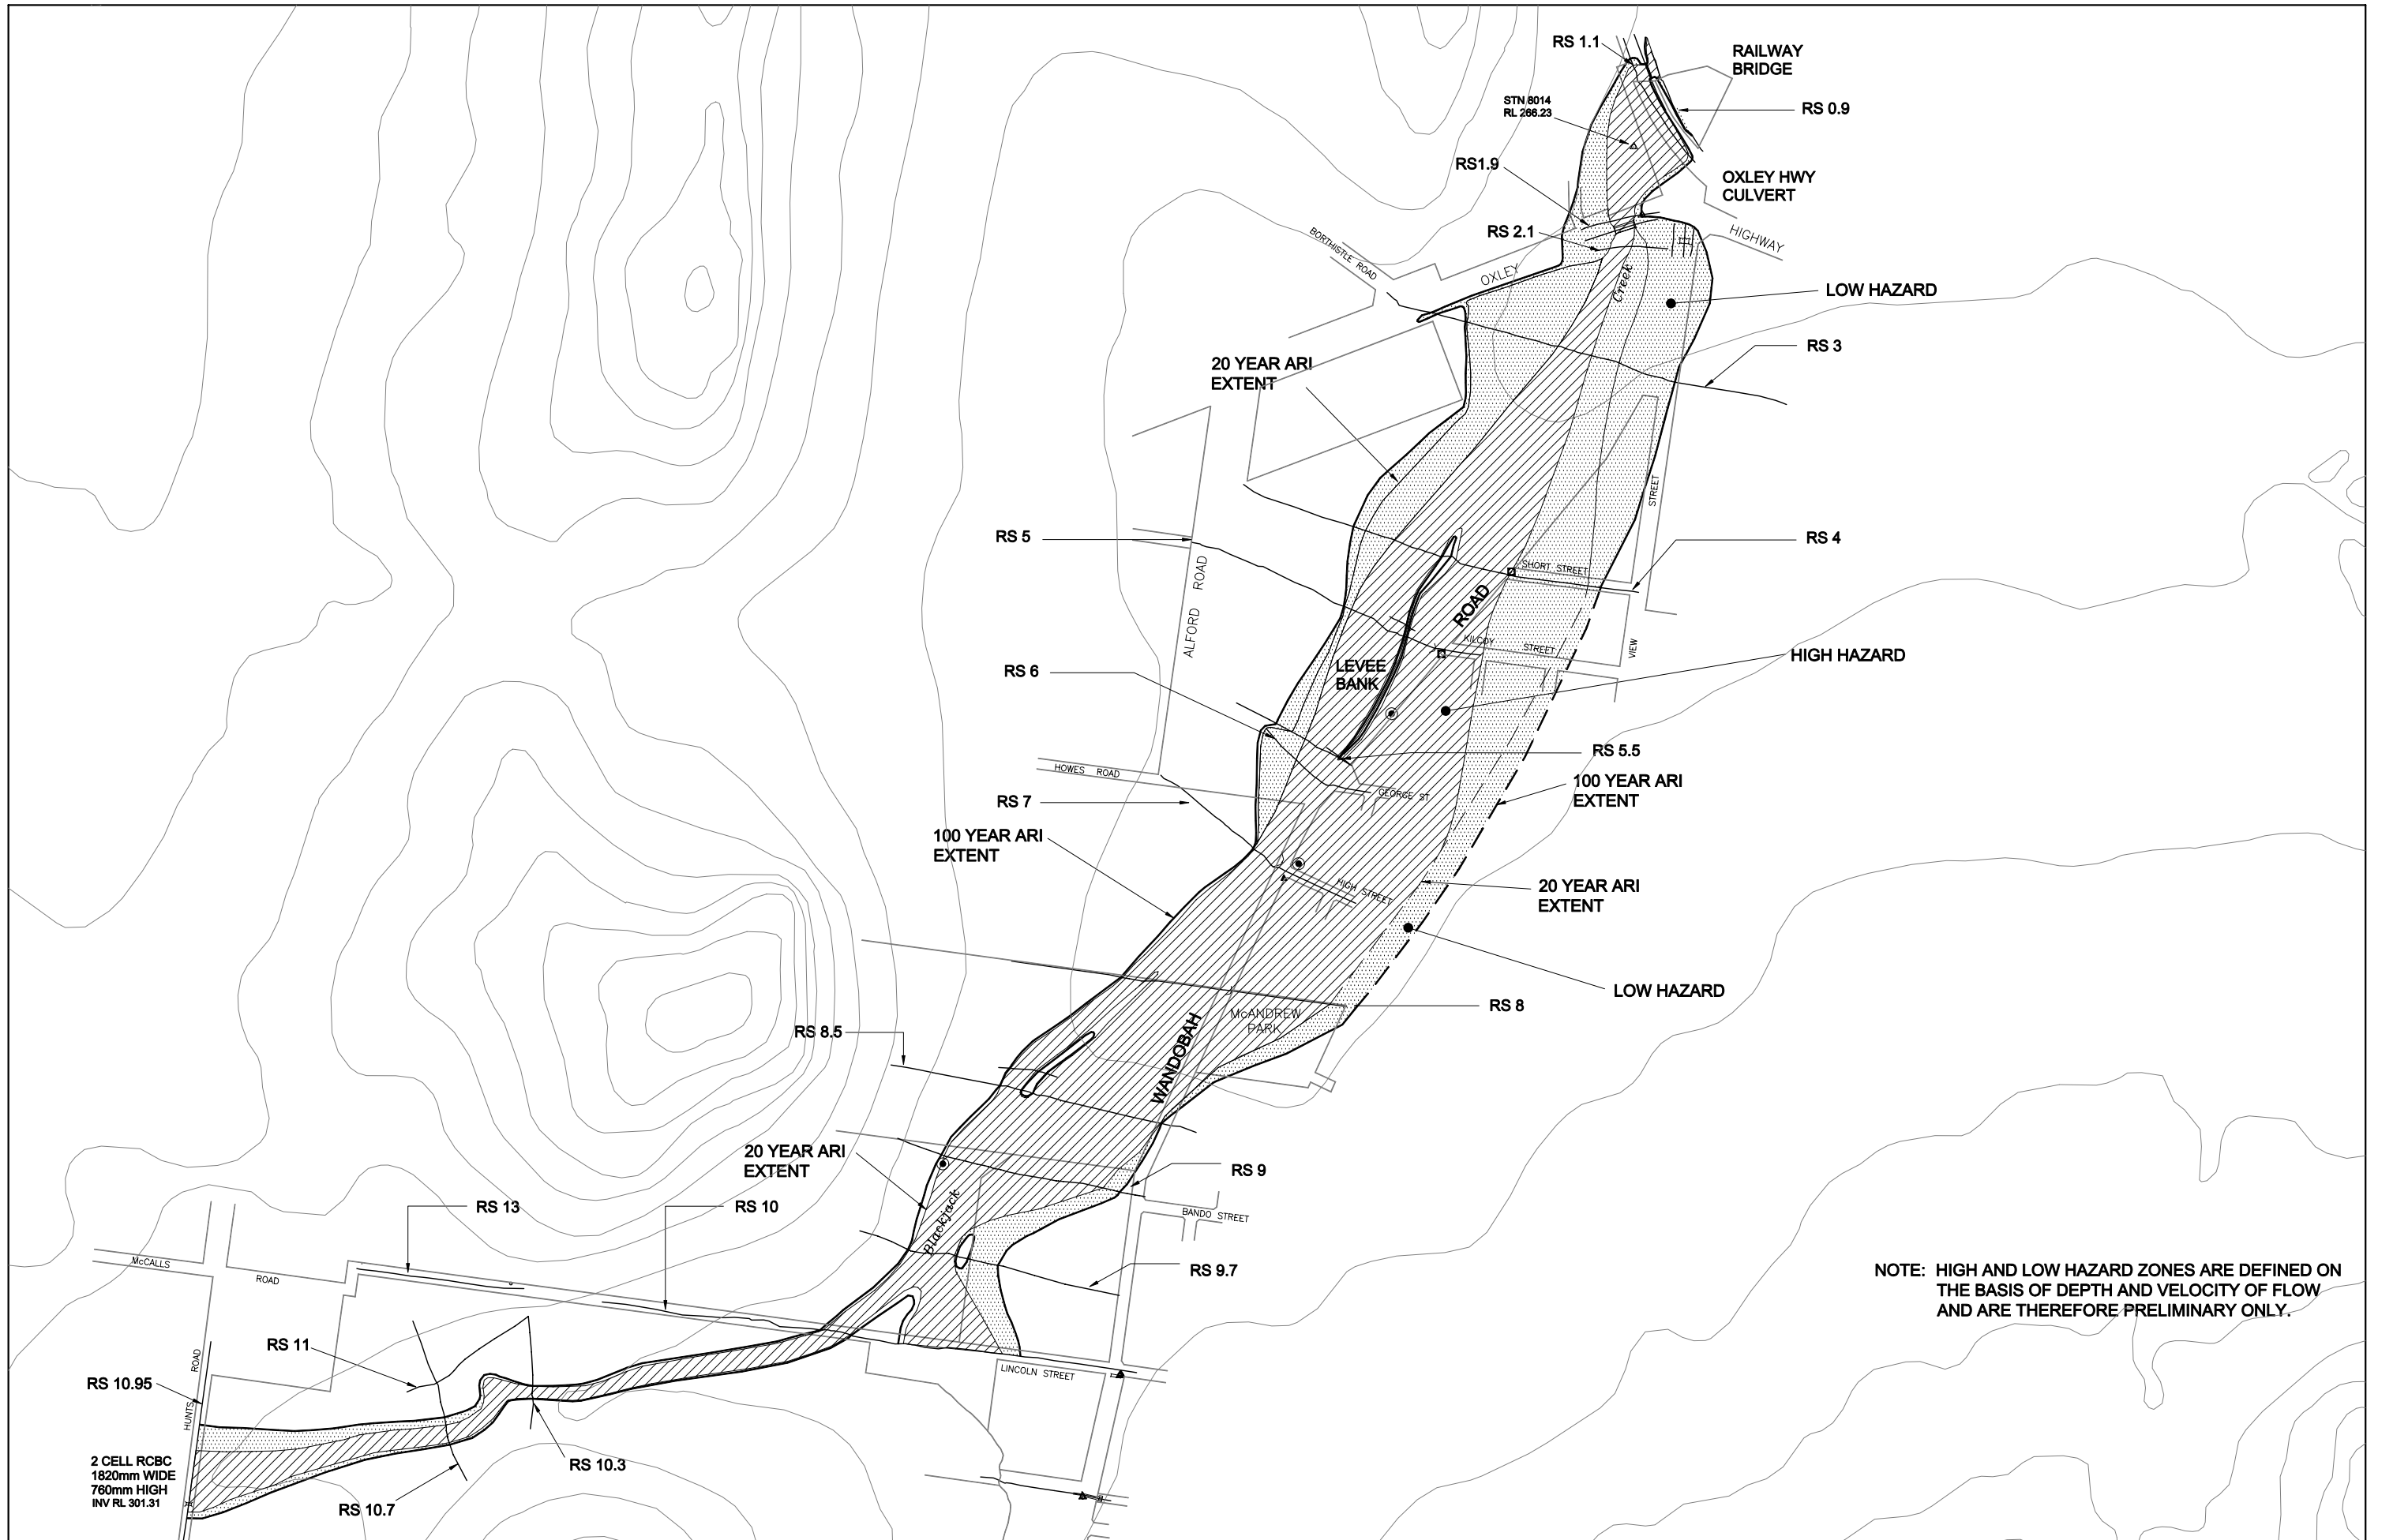 RS 1.1
RAILWAY
BRIDGE
STN 8014
RL 266.23
RS 0.9
RS1.9
OXLEY HWY
CULVERT
RS 2.1
HIGHWAY
BORTHISTLE ROAD
OXLEY
Creek
LOW HAZARD
RS 3
20 YEAR ARI
EXTENT
STREET
RS 5
RS 4
SHORT STREET
ALFORD ROAD
ROAD
KILCOY STREET
VIEW
LEVEE
BANK
HIGH HAZARD
RS 6
RS 5.5
HOWES ROAD
100 YEAR ARI
EXTENT
GEORGE ST
RS 7
100 YEAR ARI
EXTENT
HIGH STREET
20 YEAR ARI
EXTENT
LOW HAZARD
RS 8
McANDREW
PARK
RS 8.5
WANDOBAH
20 YEAR ARI
EXTENT
RS 9
RS 13
RS 10
Blackjack
BANDO STREET
McCALLS ROAD
RS 9.7
NOTE: HIGH AND LOW HAZARD ZONES ARE DEFINED ON
THE BASIS OF DEPTH AND VELOCITY OF FLOW
AND ARE THEREFORE PRELIMINARY ONLY.
RS 11
LINCOLN STREET
RS 10.95
HUNTS ROAD
2 CELL RCBC
1820mm WIDE
760mm HIGH
INV RL 301.31
RS 10.3
RS 10.7